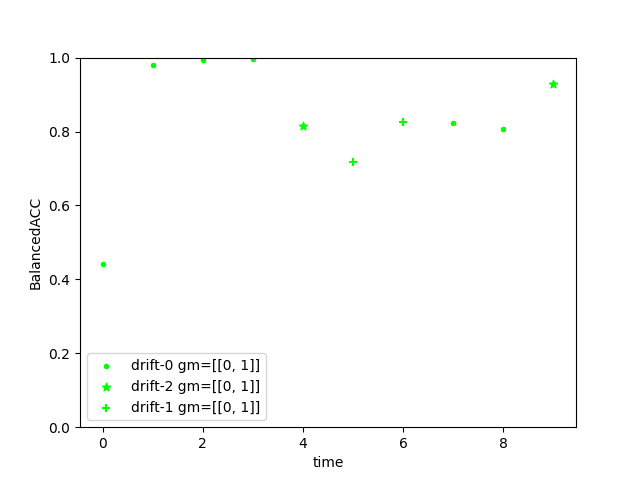 1.0
0.8
0.6
0.4
0.2
0.0
BalancedACC
drift-0 gm=[[0, 1]]
drift-2 gm=[[0, 1]]
drift-1 gm=[[0, 1]]
0 2 4 6 8
time